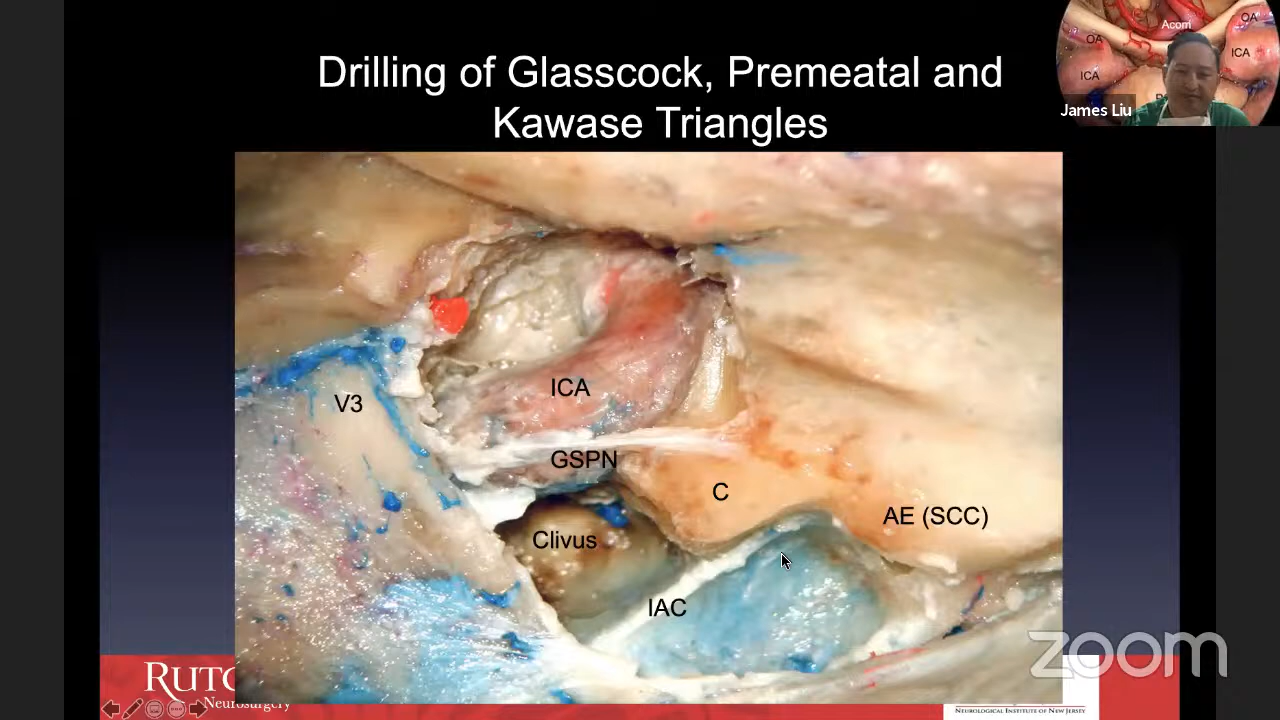 Drilling of Glasscock, Premeatal and
Kawase Triangles
Acom
OA
OA
ICA
ICA
James Liu
V3
ICA
GSPN
C
AE (SCC)
Clivus
IAC
zoom
RUTG
Neurosurgery
NEUROLOGICAL INSTITUTE OF NEW JERSEY